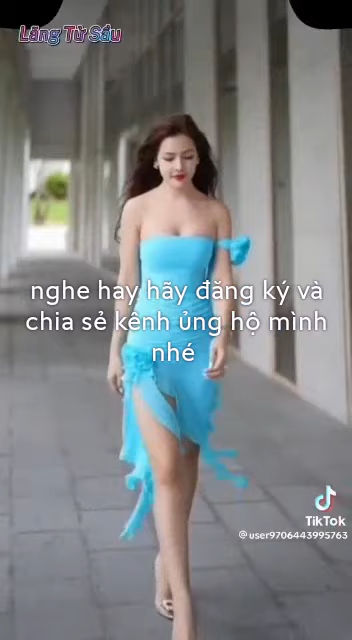 Lãng Tử Sầu
nghe hay hãy đăng ký và
chia sẻ kênh ủng hộ mình
nhé
TikTok
@user9706443995763